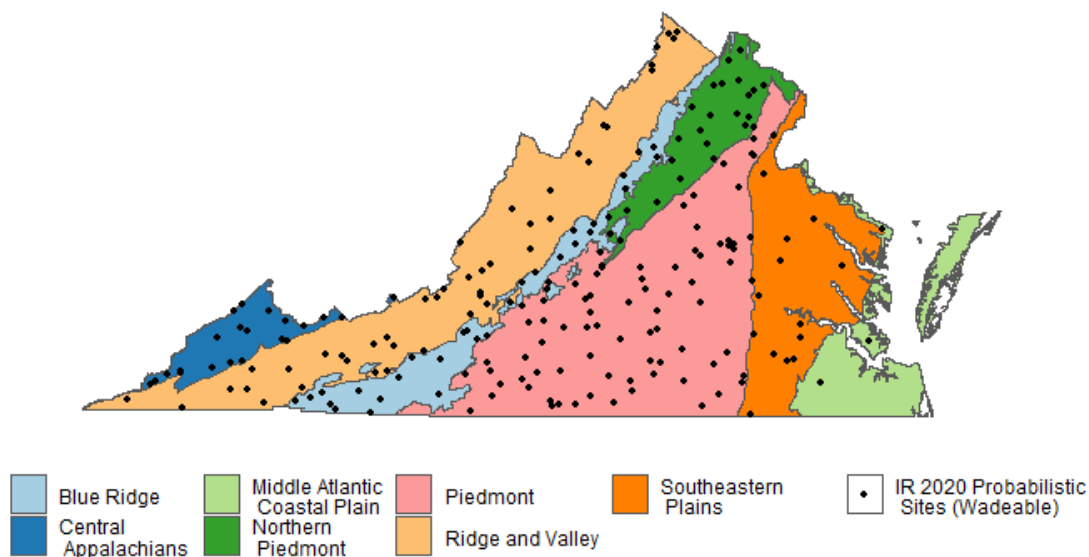 Blue Ridge
Central
Appalachians
Middle Atlantic
Coastal Plain
Northern
Piedmont
Piedmont
Ridge and Valley
Southeastern
Plains
IR 2020 Probabilistic
Sites (Wadeable)